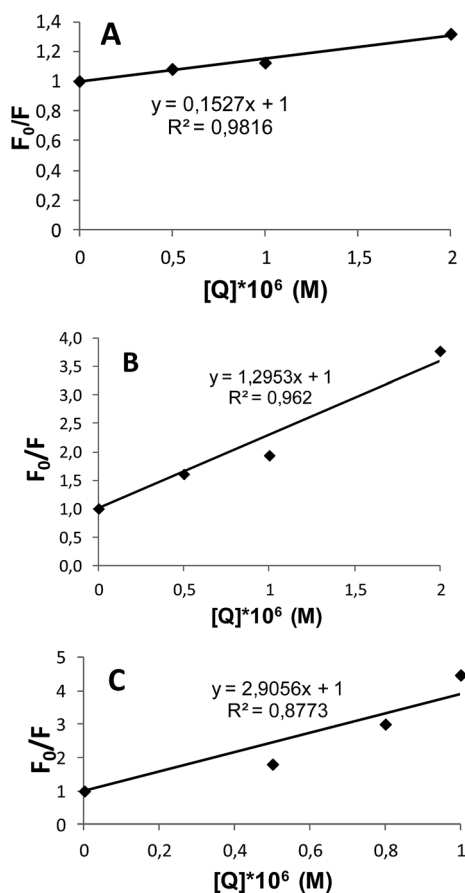 A
1,4
1,2
1
0,8
0,6
0,4
0,2
0
F₀/F
y = 0,1527x + 1
R² = 0,9816
0 0,5 1 1,5 2
[Q]*10⁶ (M)
B
4,0
3,5
3,0
2,5
2,0
1,5
1,0
0,5
0,0
F₀/F
y = 1,2953x + 1
R² = 0,962
0 0,5 1 1,5 2
[Q]*10⁶ (M)
C
5
4
3
2
1
0
F₀/F
y = 2,9056x + 1
R² = 0,8773
0 0,2 0,4 0,6 0,8 1
[Q]*10⁶ (M)